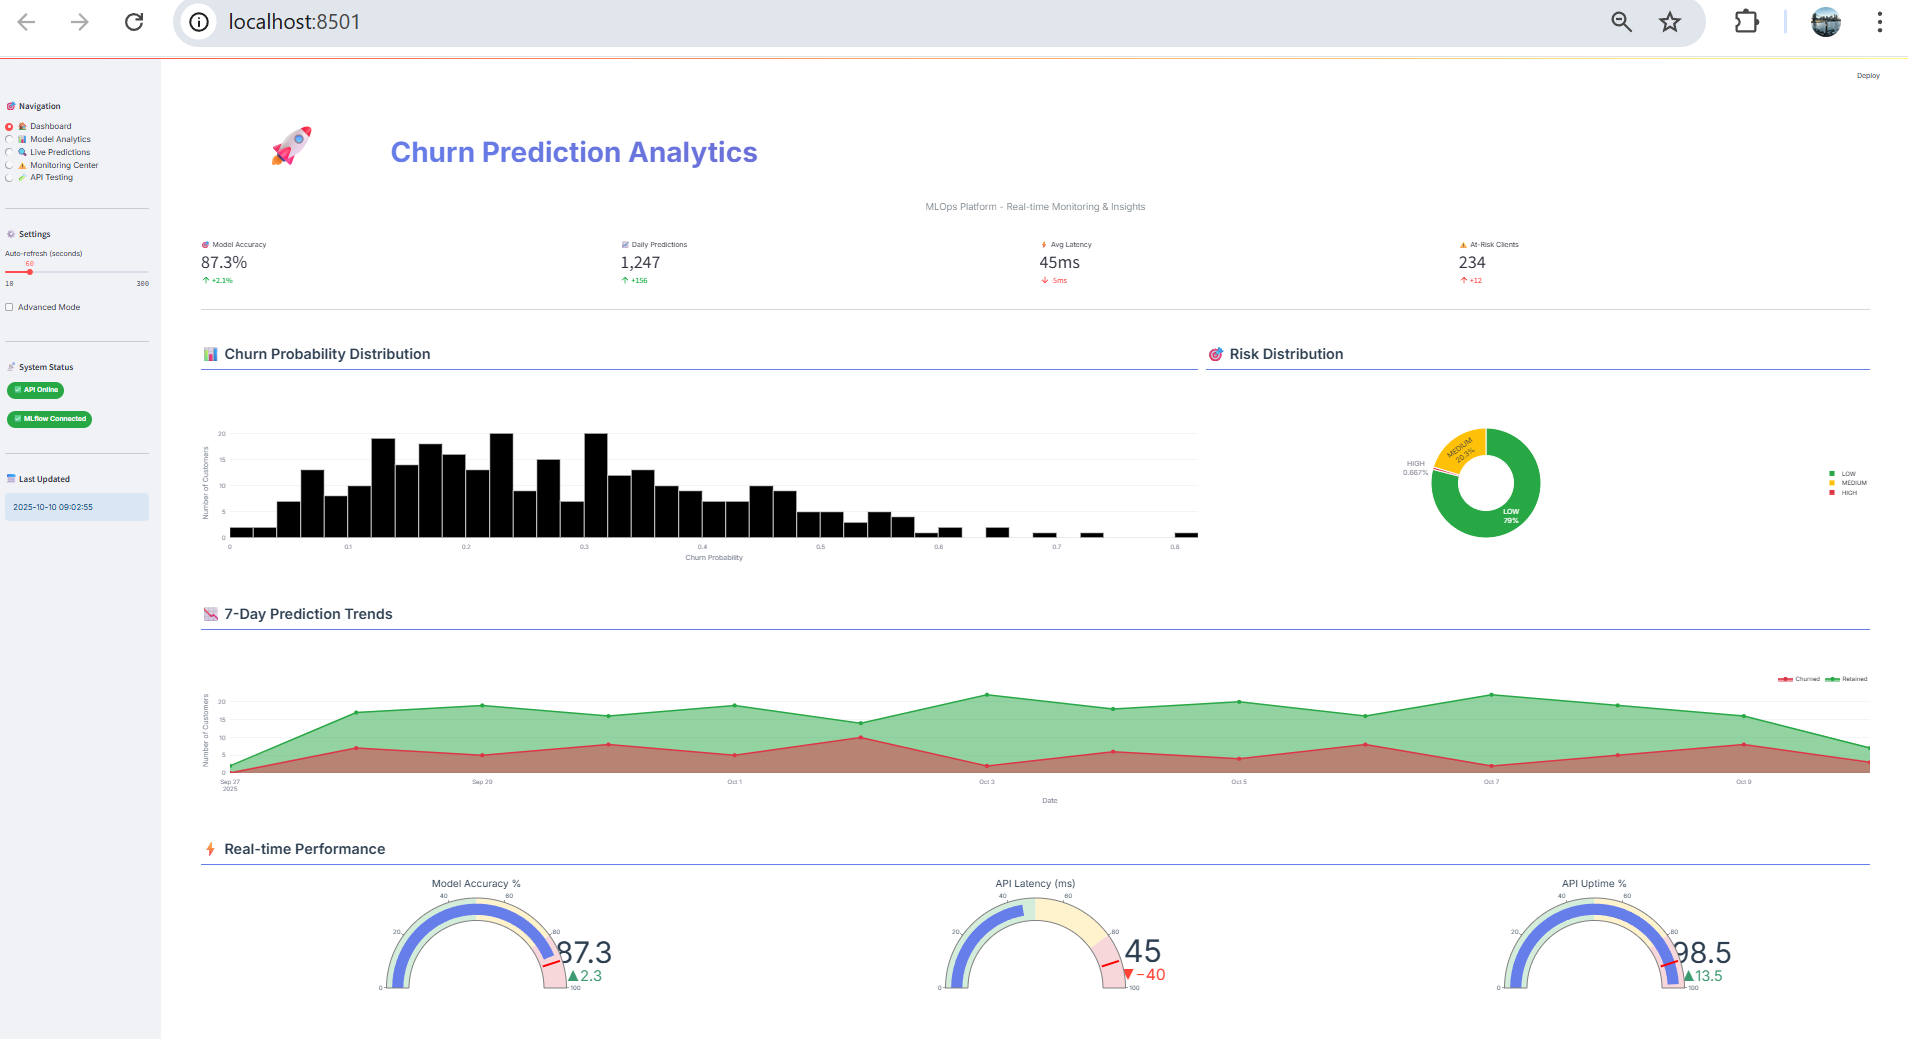 localhost:8501
Deploy
Navigation
Dashboard
Model Analytics
Live Predictions
Monitoring Center
API Testing
Settings
Auto-refresh (seconds)
60
10 300
Advanced Mode
System Status
API Online
MLflow Connected
Last Updated
2025-10-10 09:02:55
Churn Prediction Analytics
MLOps Platform - Real-time Monitoring & Insights
Model Accuracy
87.3%
+2.1%
Daily Predictions
1,247
+156
Avg Latency
45ms
5ms
At-Risk Clients
234
+12
Churn Probability Distribution
Number of Customers
20
15
10
5
0
0 0.1 0.2 0.3 0.4 0.5 0.6 0.7 0.8
Churn Probability
Risk Distribution
MEDIUM
20.3%
HIGH
0.667%
LOW
79%
LOW
MEDIUM
HIGH
7-Day Prediction Trends
Churned Retained
Number of Customers
20
15
10
5
0
Sep 27 Sep 29 Oct 1 Oct 3 Oct 5 Oct 7 Oct 9
2025
Date
Real-time Performance
Model Accuracy %
0 20 40 60 80 100
87.3
▲2.3
API Latency (ms)
0 20 40 60 80 100
45
▼−40
API Uptime %
0 20 40 60 80 100
98.5
▲13.5